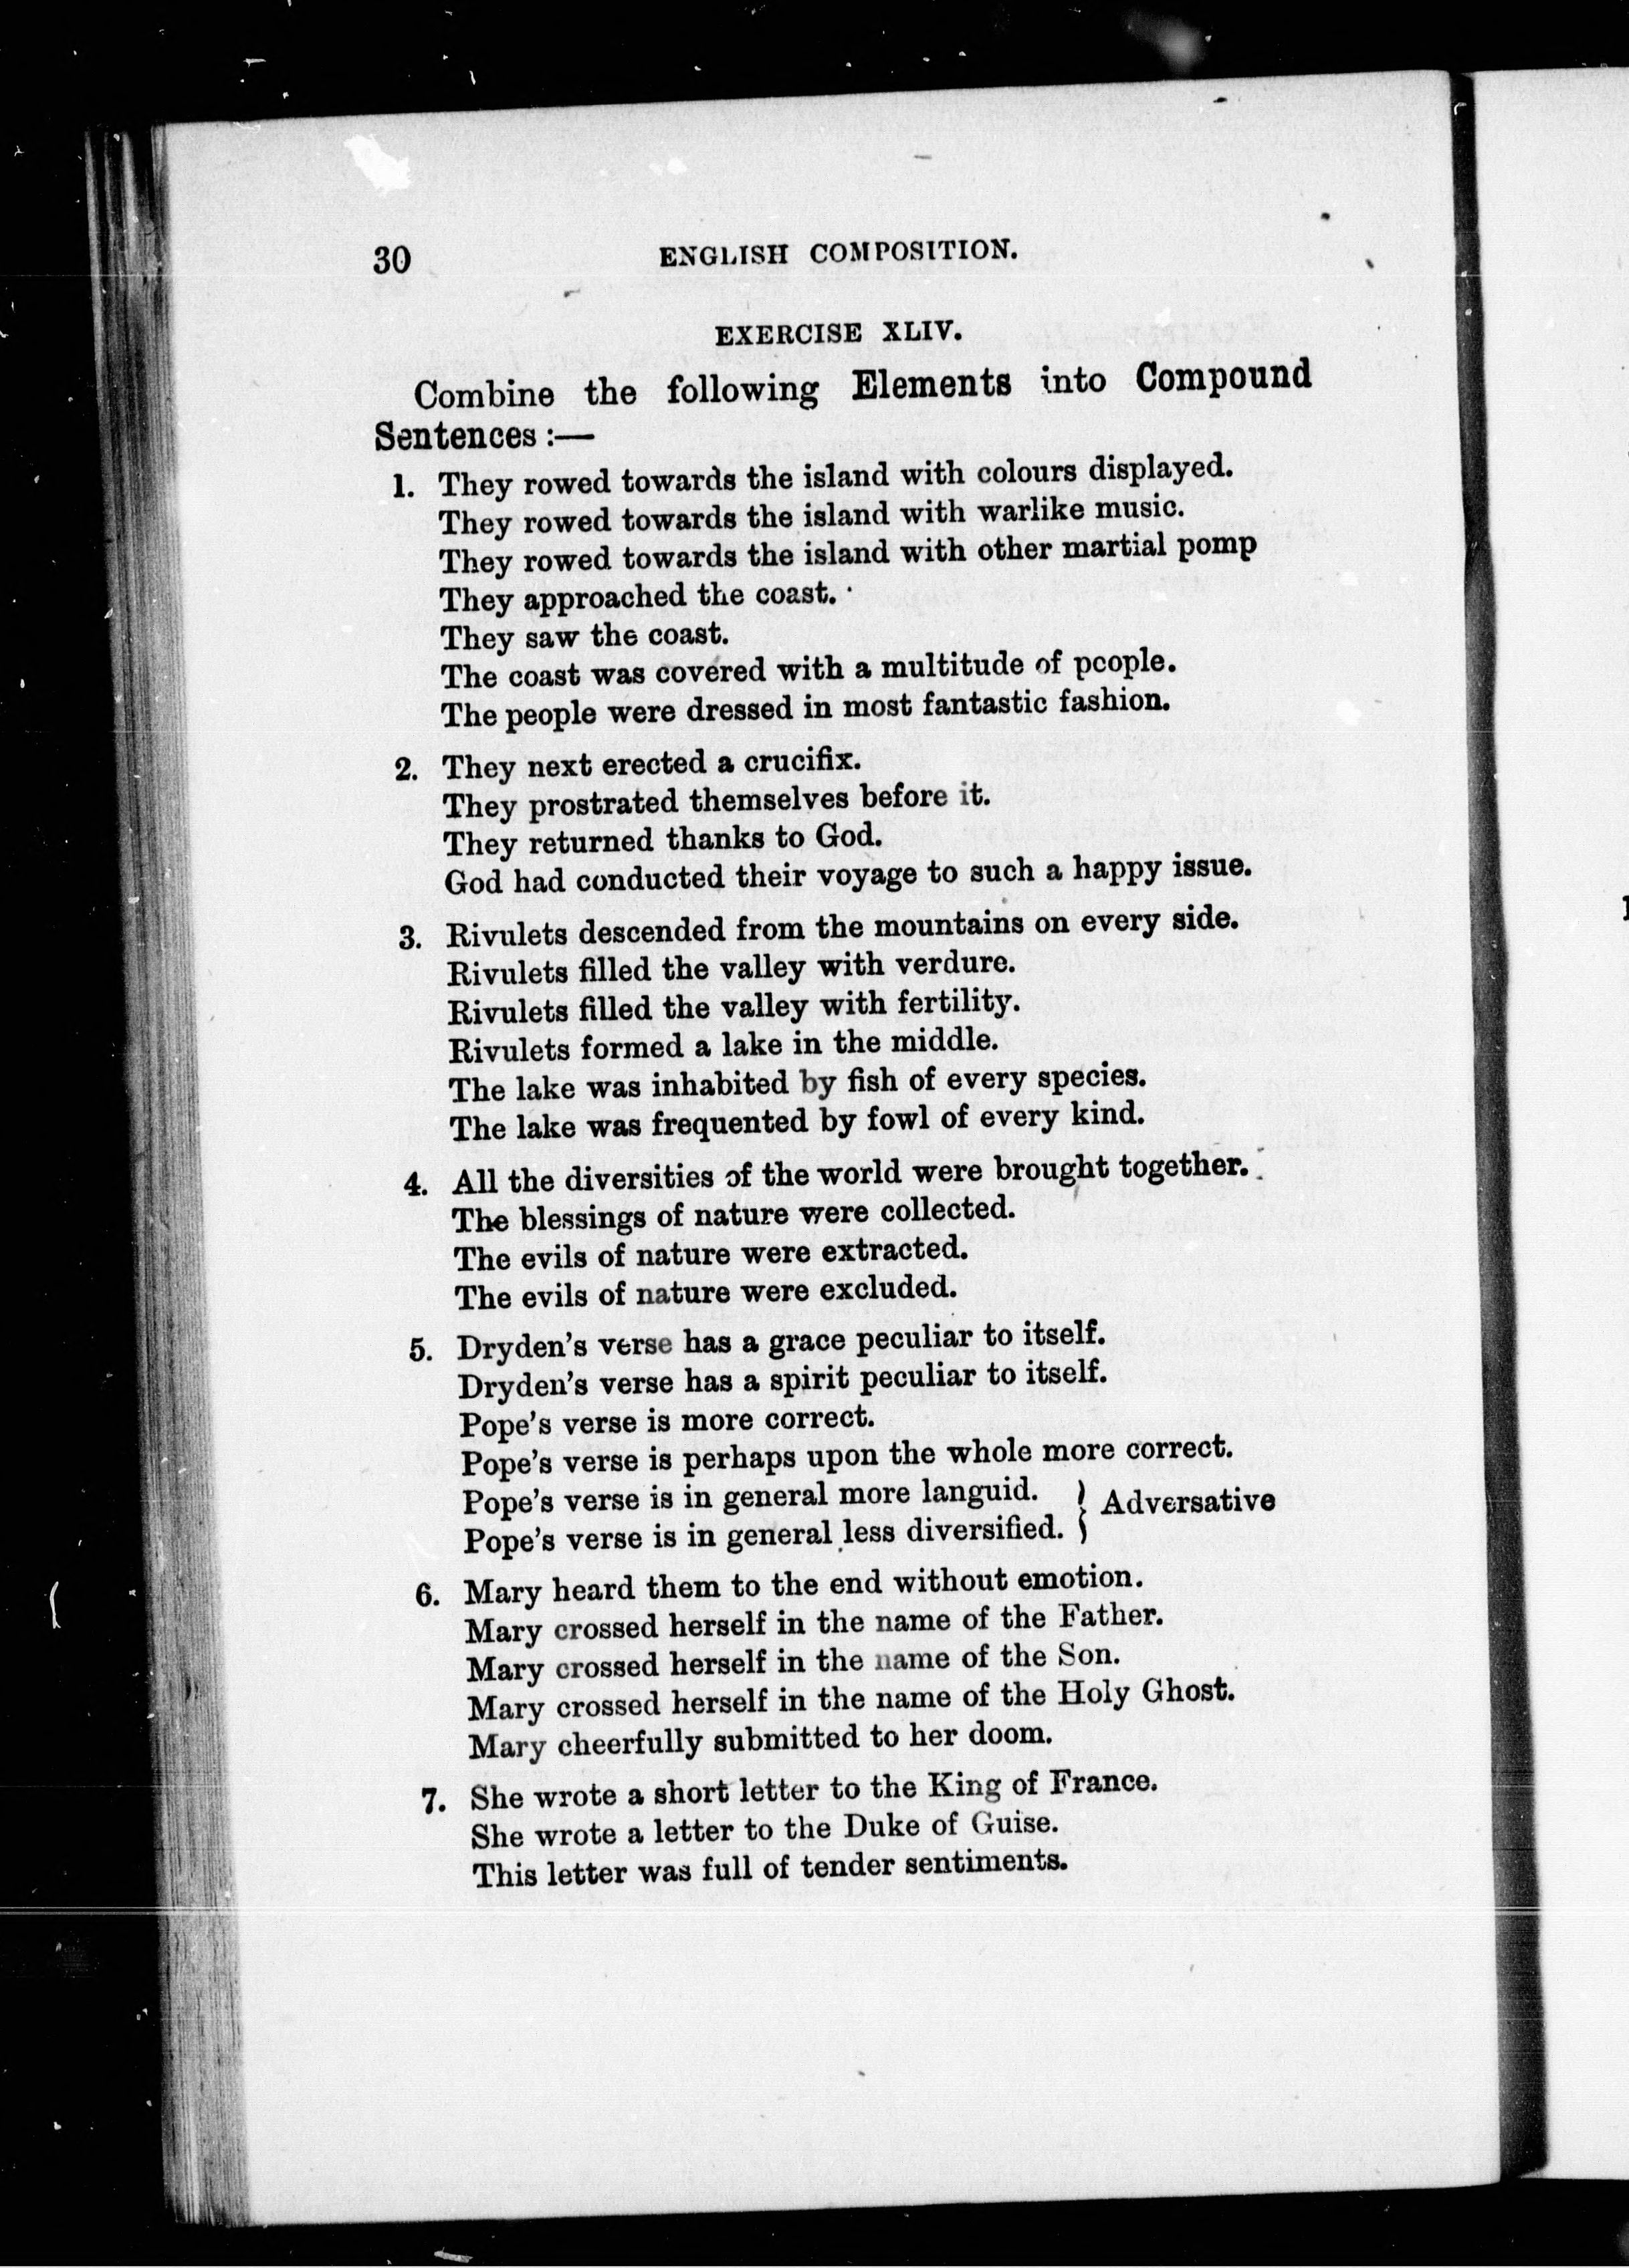 30 ENGLISH COMPOSITION.
EXERCISE XLIV.
Combine the following Elements into Compound
Sentences :—
1. They rowed towards the island with colours displayed.
They rowed towards the island with warlike music.
They rowed towards the island with other martial pomp
They approached the coast.
They saw the coast.
The coast was covered with a multitude of people.
The people were dressed in most fantastic fashion.
2. They next erected a crucifix.
They prostrated themselves before it.
They returned thanks to God.
God had conducted their voyage to such a happy issue.
3. Rivulets descended from the mountains on every side.
Rivulets filled the valley with verdure.
Rivulets filled the valley with fertility.
Rivulets formed a lake in the middle.
The lake was inhabited by fish of every species.
The lake was frequented by fowl of every kind.
4. All the diversities of the world were brought together.
The blessings of nature were collected.
The evils of nature were extracted.
The evils of nature were excluded.
5. Dryden's verse has a grace peculiar to itself.
Dryden's verse has a spirit peculiar to itself.
Pope's verse is more correct.
Pope's verse is perhaps upon the whole more correct.
Pope's verse is in general more languid. } Adversative
Pope's verse is in general less diversified.
6. Mary heard them to the end without emotion.
Mary crossed herself in the name of the Father.
Mary crossed herself in the name of the Son.
Mary crossed herself in the name of the Holy Ghost.
Mary cheerfully submitted to her doom.
7. She wrote a short letter to the King of France.
She wrote a letter to the Duke of Guise.
This letter was full of tender sentiments.